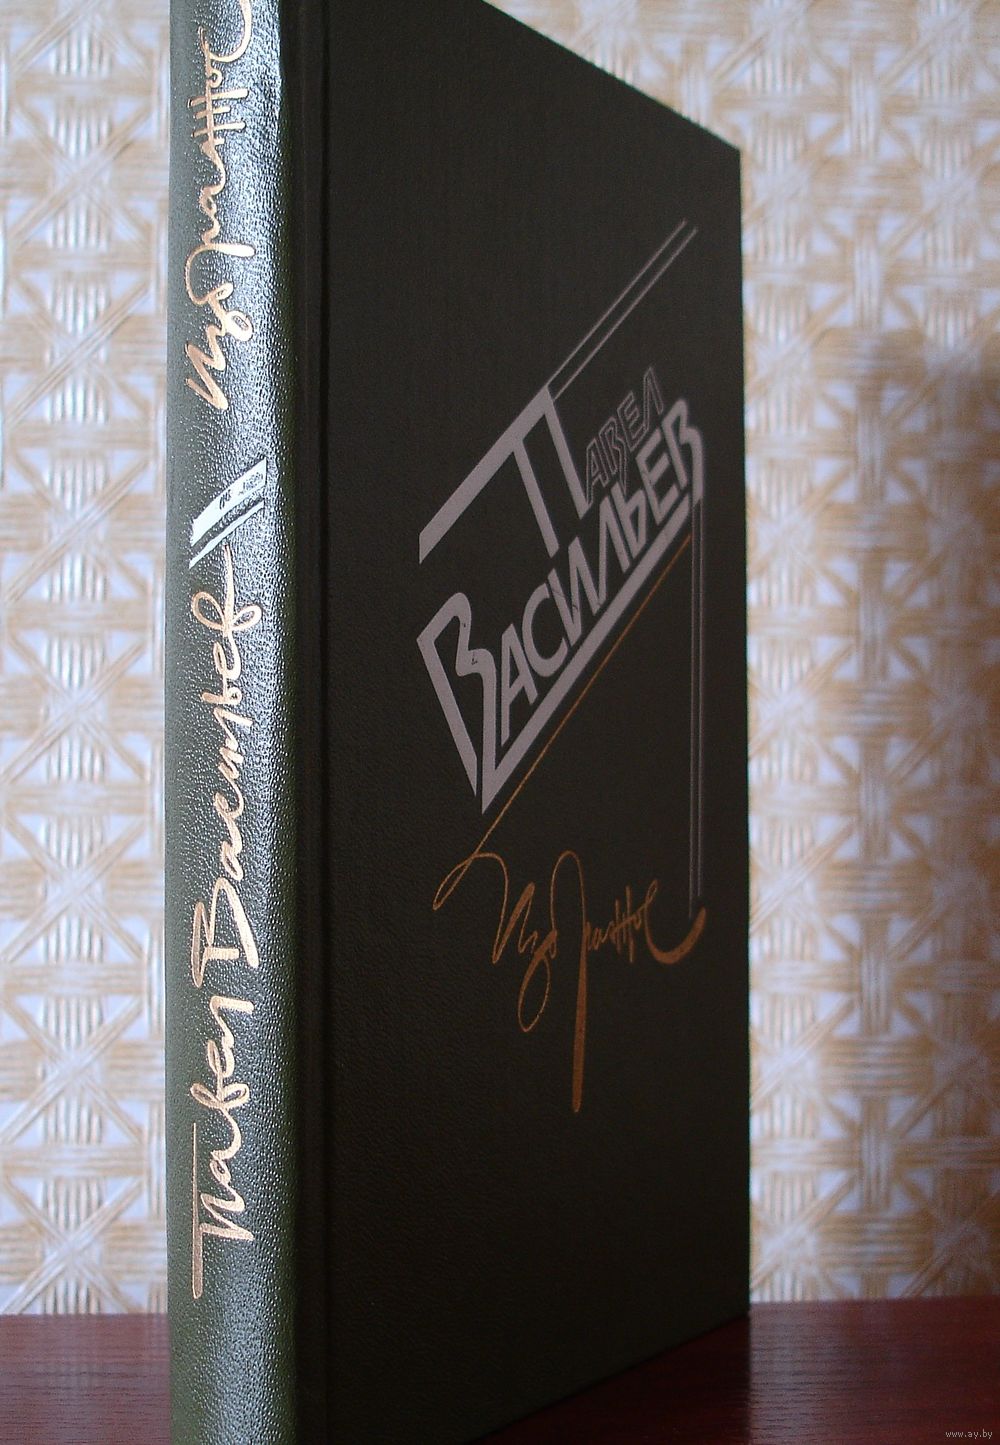 Павел Васильев
Избранное
Павел
Васильев
Избранное
www.ay.by